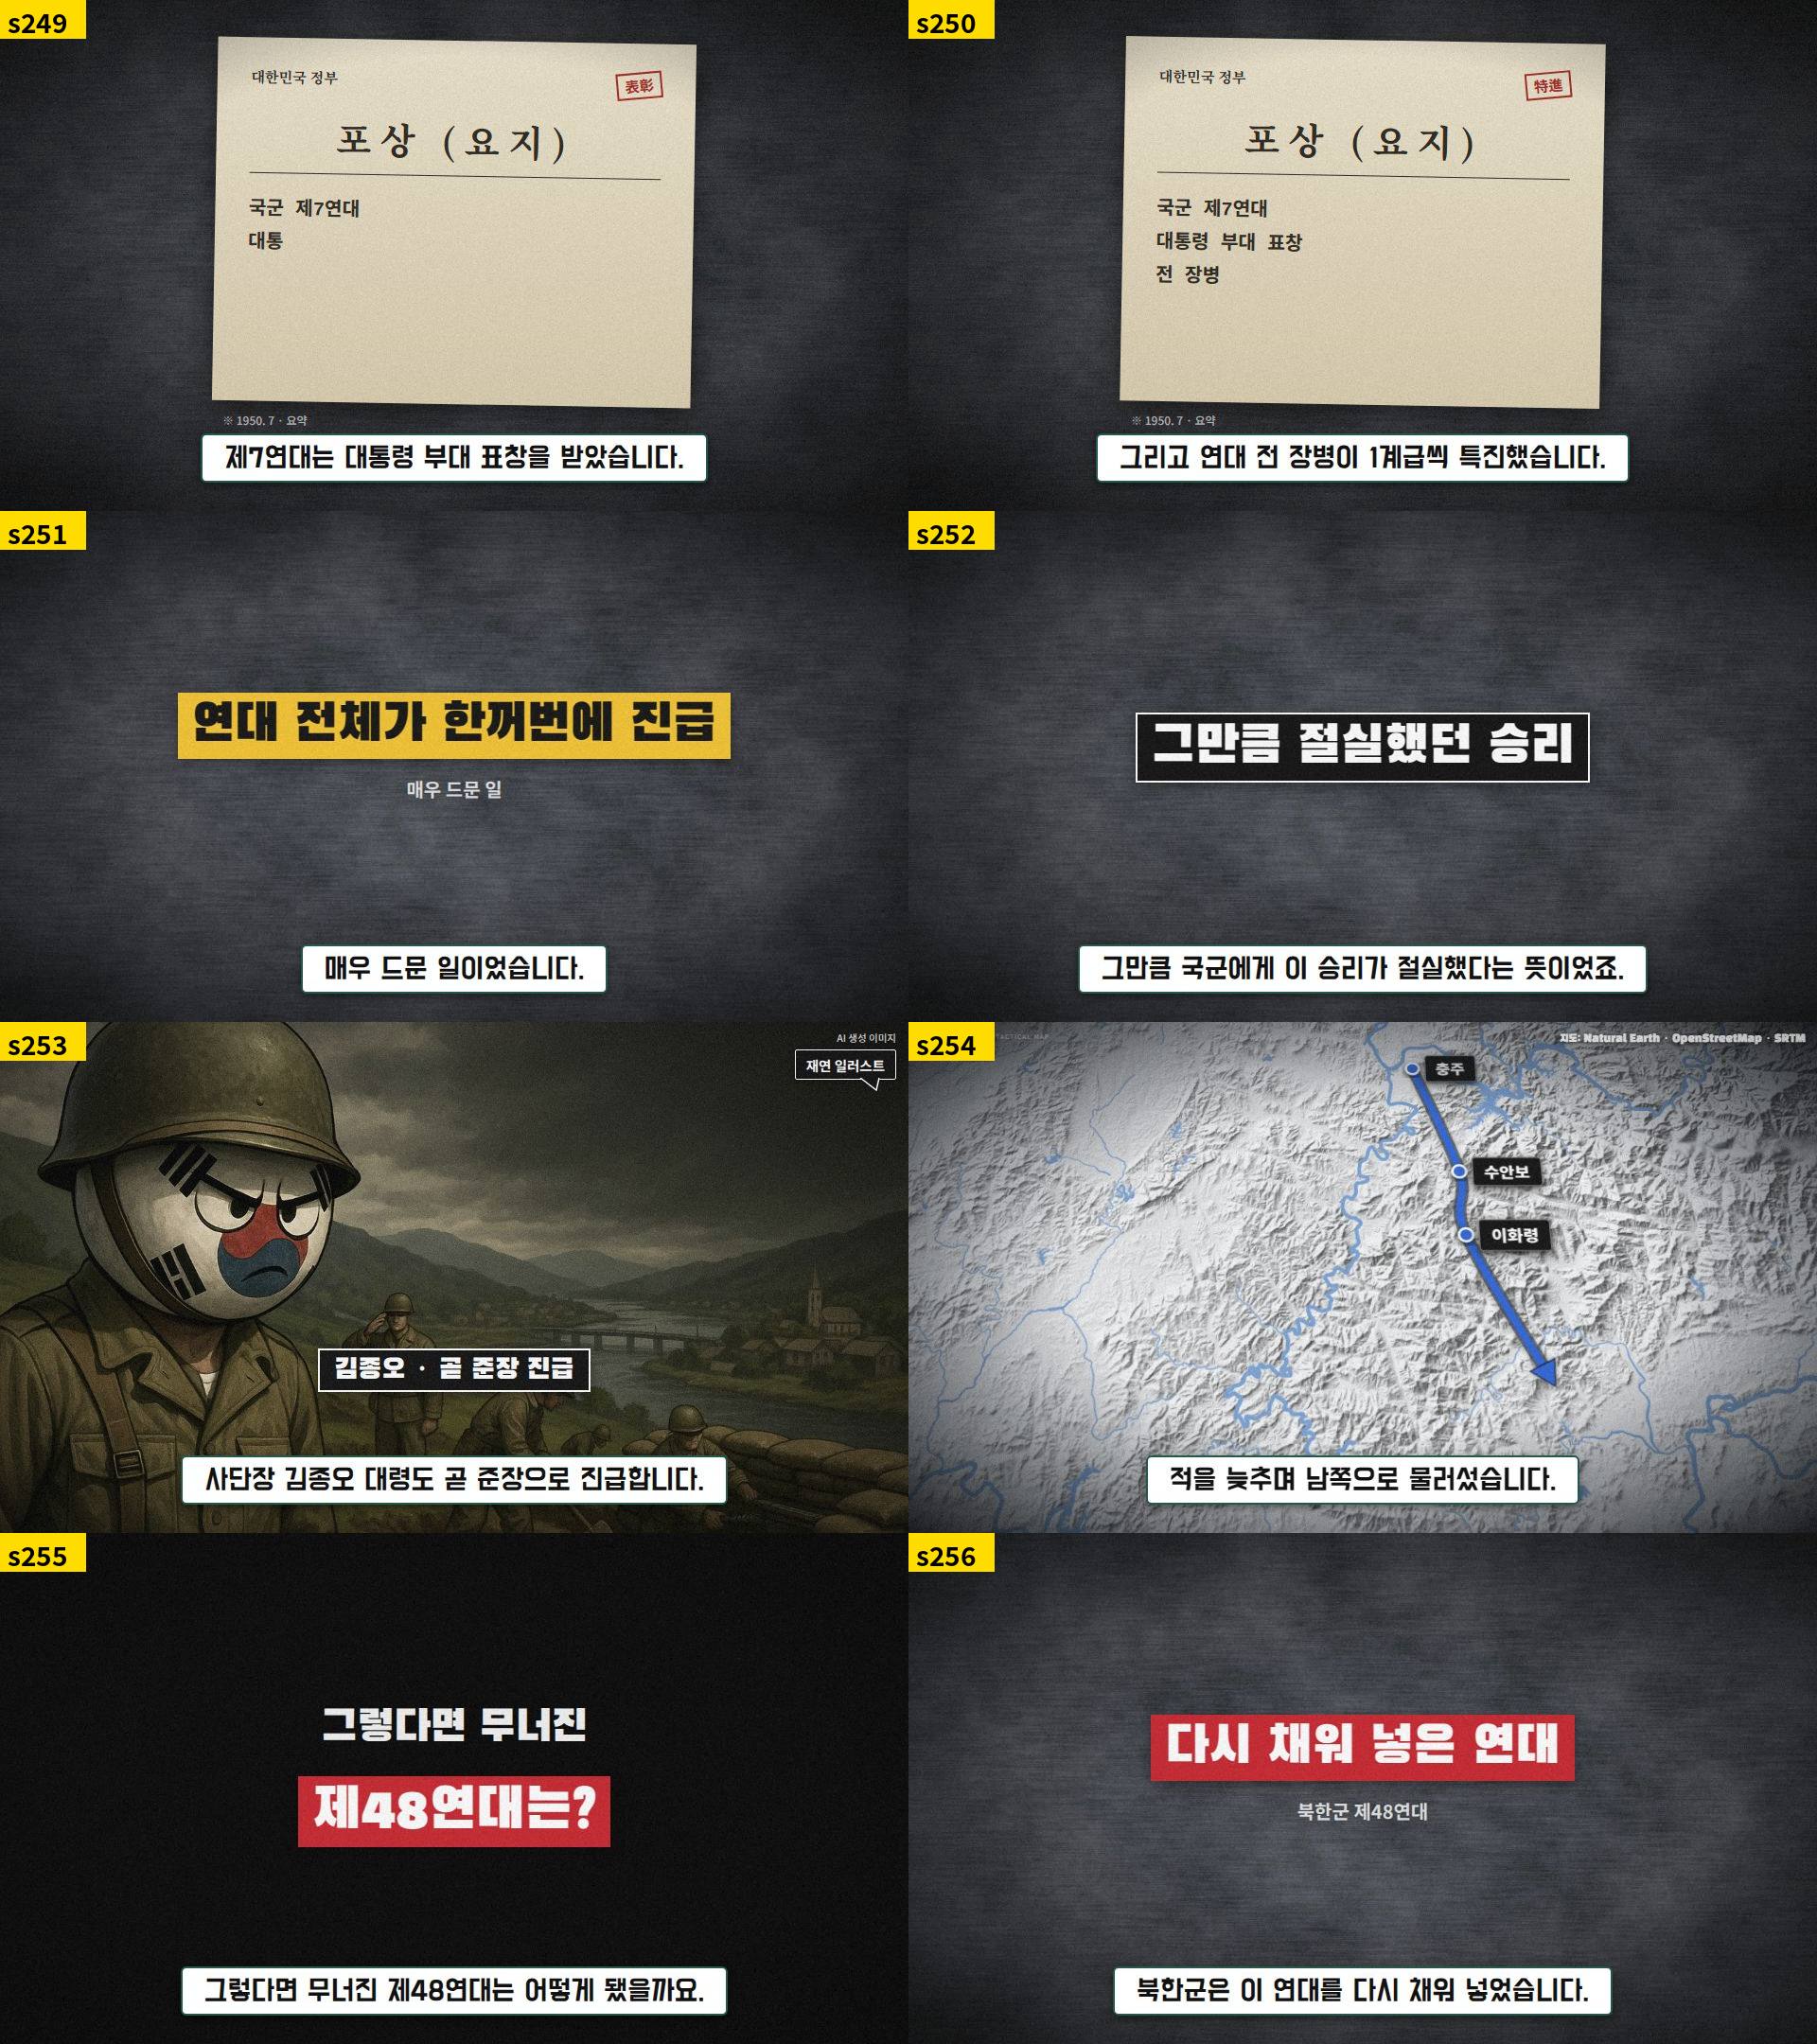 s249
대한민국 정부
表彰
포상 (요지)
국군 제7연대
대통
※ 1950. 7 · 요약
제7연대는 대통령 부대 표창을 받았습니다.
s250
대한민국 정부
特進
포상 (요지)
국군 제7연대
대통령 부대 표창
전 장병
※ 1950. 7 · 요약
그리고 연대 전 장병이 1계급씩 특진했습니다.
s251
연대 전체가 한꺼번에 진급
매우 드문 일
매우 드문 일이었습니다.
s252
그만큼 절실했던 승리
그만큼 국군에게 이 승리가 절실했다는 뜻이었죠.
s253
AI 생성 이미지
재연 일러스트
김종오 · 곧 준장 진급
사단장 김종오 대령도 곧 준장으로 진급합니다.
s254
TACTICAL MAP
지도: Natural Earth · OpenStreetMap · SRTM
충주
수안보
이화령
적을 늦추며 남쪽으로 물러섰습니다.
s255
그렇다면 무너진
제48연대는?
그렇다면 무너진 제48연대는 어떻게 됐을까요.
s256
다시 채워 넣은 연대
북한군 제48연대
북한군은 이 연대를 다시 채워 넣었습니다.